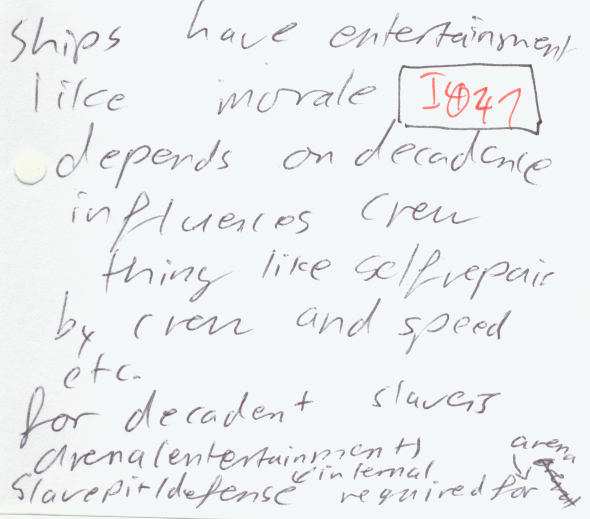 ships have entertainment
like morale
depends on decadence
influences crew
thing like selfrepair
by crew and speed
etc.
for decadent slavers
arena (entertainment)
slavepit/defense internal required for arena